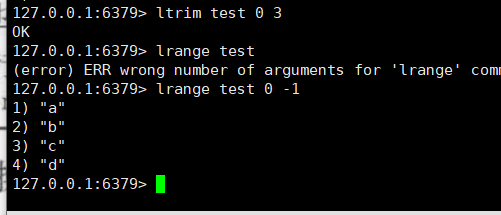 127.0.0.1:6379> ltrim test 0 3
OK
127.0.0.1:6379> lrange test
(error) ERR wrong number of arguments for 'lrange'
127.0.0.1:6379> lrange test 0 -1
1) "a"
2) "b"
3) "c"
4) "d"
127.0.0.1:6379>